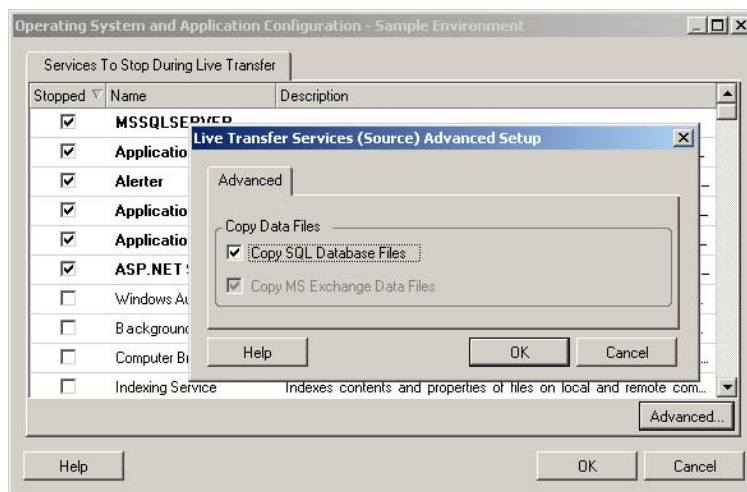 Operating System and Application Configuration - Sample Environment
Services To Stop During Live Transfer
Stopped Name Description
MSSQLSERVER
Live Transfer Services (Source) Advanced Setup
Applicatio
Alerter
Advanced
Applicatio
Copy Data Files
Applicatio
Copy SQL Database Files
ASP.NET
Copy MS Exchange Data Files
Windows Au
Background
Computer Br
Help OK Cancel
Indexing Service Indexes contents and properties of files on local and remote com...
Advanced...
Help OK Cancel